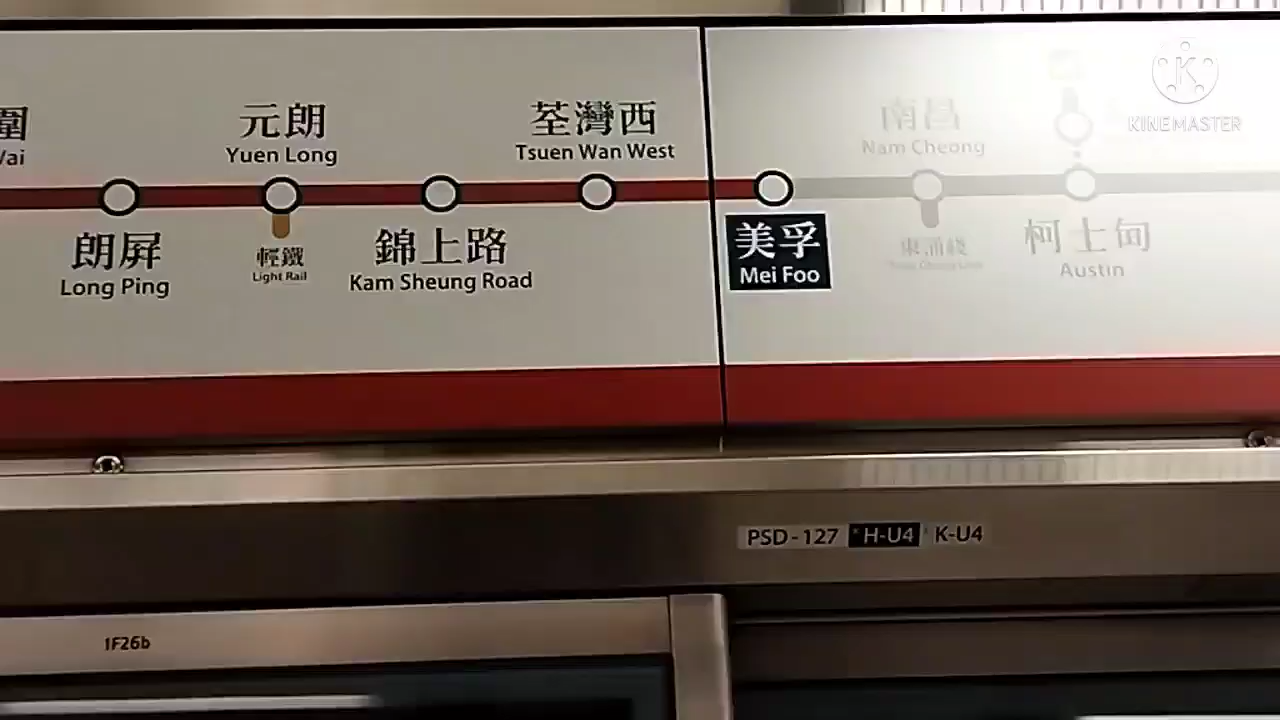 圍
Wai
元朗
Yuen Long
荃灣西
Tsuen Wan West
南昌
Nam Cheong
K
KINEMASTER
朗屏
Long Ping
輕鐵
Light Rail
錦上路
Kam Sheung Road
美孚
Mei Foo
東涌綫
柯士甸
Austin
PSD-127 H-U4 K-U4
1F26b